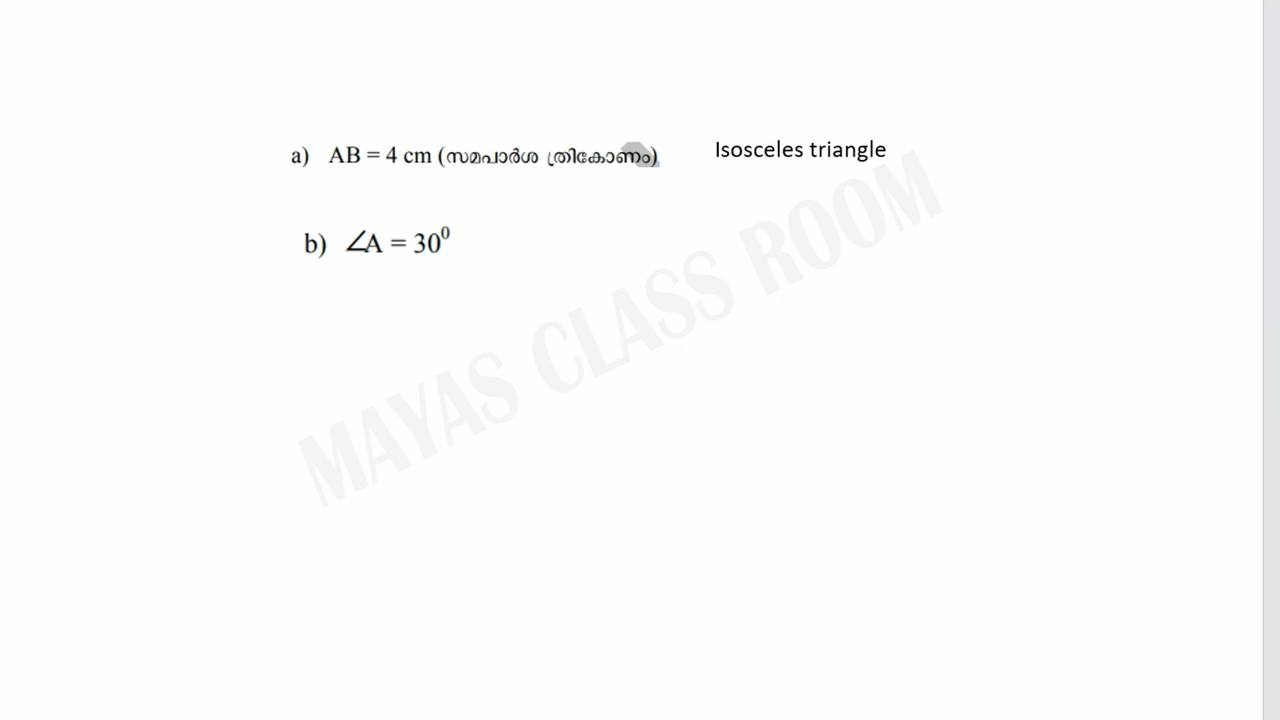 a) AB = 4 cm (സമപാർശ ത്രികോണം) Isosceles triangle
b) ∠A = 30⁰
MAYAS CLASS ROOM